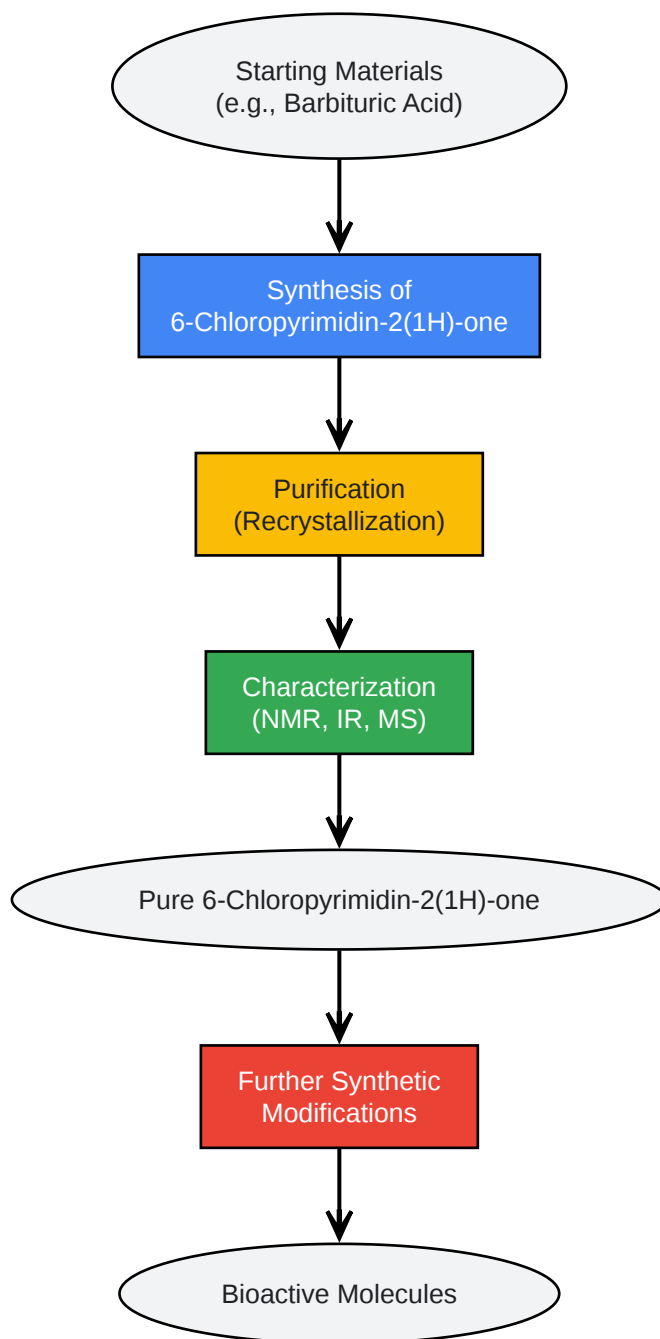 Starting Materials
(e.g., Barbituric Acid)
Synthesis of
6-Chloropyrimidin-2(1H)-one
Purification
(Recrystallization)
Characterization
(NMR, IR, MS)
Pure 6-Chloropyrimidin-2(1H)-one
Further Synthetic
Modifications
Bioactive Molecules